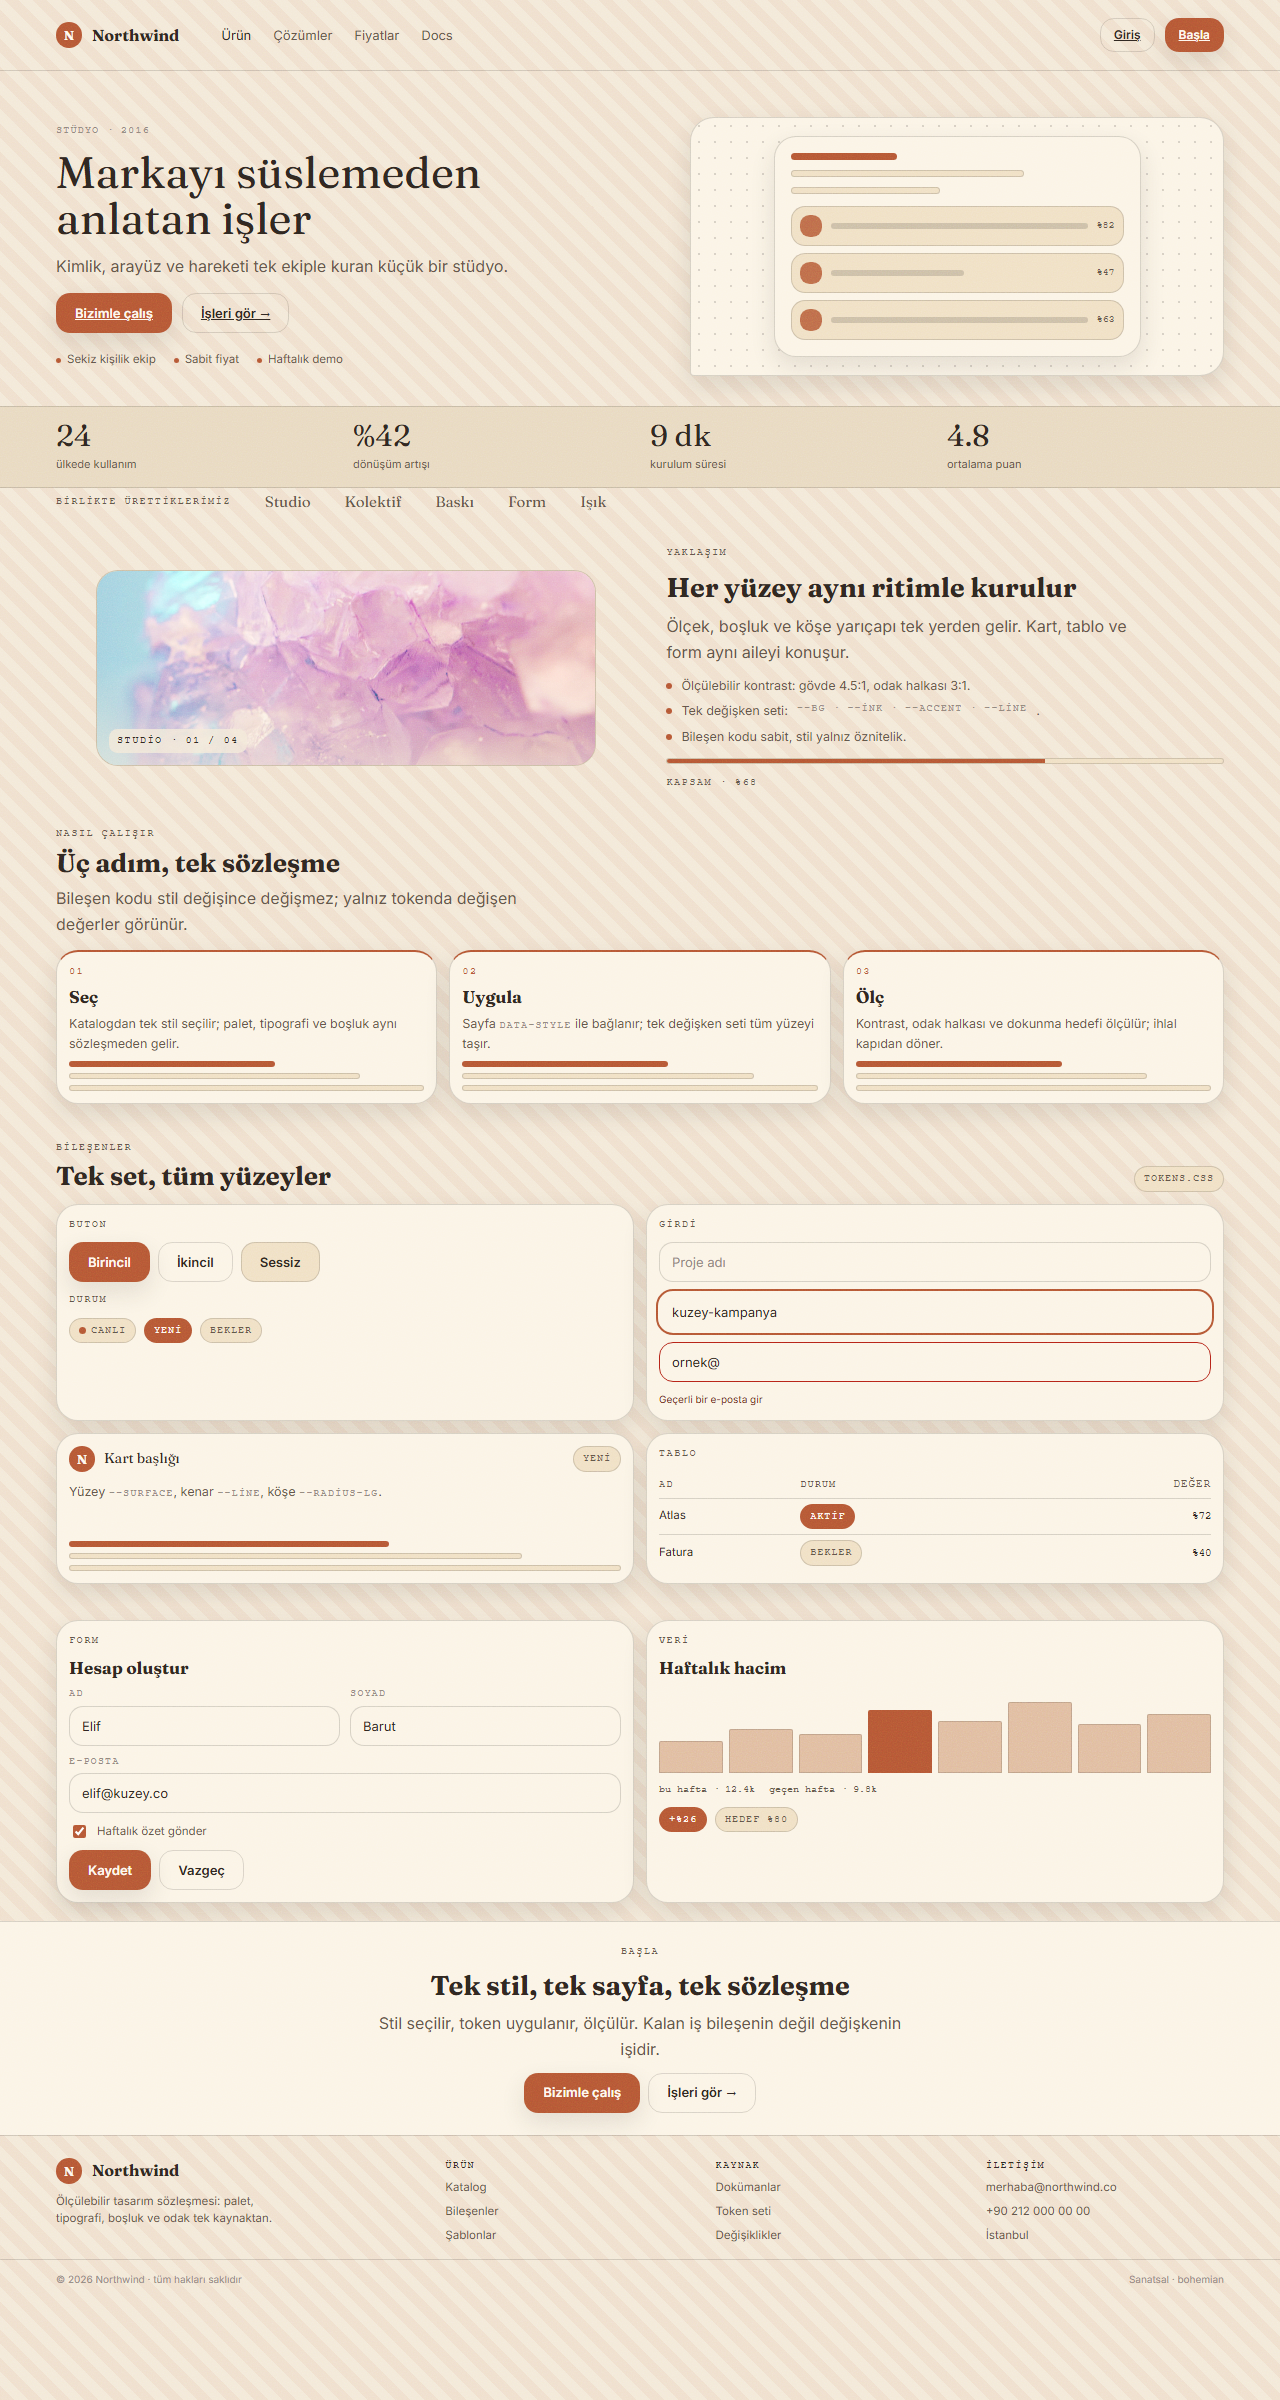 N Northwind Ürün Çözümler Fiyatlar Docs Giriş Başla
STÜDYO · 2016
Markayı süslemeden
anlatan işler
Kimlik, arayüz ve hareketi tek ekiple kuran küçük bir stüdyo.
Bizimle çalış İşleri gör →
Sekiz kişilik ekip Sabit fiyat Haftalık demo
%82
%47
%63
24 %42 9 dk 4.8
ülkede kullanım dönüşüm artışı kurulum süresi ortalama puan
BİRLİKTE ÜRETTİKLERİMİZ Studio Kolektif Baskı Form Işık
STUDİO · 01 / 04
YAKLAŞIM
Her yüzey aynı ritimle kurulur
Ölçek, boşluk ve köşe yarıçapı tek yerden gelir. Kart, tablo ve
form aynı aileyi konuşur.
Ölçülebilir kontrast: gövde 4.5:1, odak halkası 3:1.
Tek değişken seti: --BG · --İNK · --ACCENT · --LİNE .
Bileşen kodu sabit, stil yalnız öznitelik.
KAPSAM · %68
NASIL ÇALIŞIR
Üç adım, tek sözleşme
Bileşen kodu stil değişince değişmez; yalnız tokenda değişen
değerler görünür.
01
Seç
Katalogdan tek stil seçilir; palet, tipografi ve boşluk aynı
sözleşmeden gelir.
02
Uygula
Sayfa DATA-STYLE ile bağlanır; tek değişken seti tüm yüzeyi
taşır.
03
Ölç
Kontrast, odak halkası ve dokunma hedefi ölçülür; ihlal
kapıdan döner.
BİLEŞENLER
Tek set, tüm yüzeyler
TOKENS.CSS
BUTON
Birincil İkincil Sessiz
DURUM
CANLI YENİ BEKLER
GİRDİ
Proje adı
kuzey-kampanya
ornek@
Geçerli bir e-posta gir
N Kart başlığı YENİ
Yüzey --SURFACE, kenar --LİNE, köşe --RADİUS-LG.
TABLO
AD DURUM DEĞER
Atlas AKTİF %72
Fatura BEKLER %40
FORM
Hesap oluştur
AD SOYAD
Elif Barut
E-POSTA
elif@kuzey.co
Haftalık özet gönder
Kaydet Vazgeç
VERİ
Haftalık hacim
bu hafta · 12.4k geçen hafta · 9.8k
+%26 HEDEF %80
BAŞLA
Tek stil, tek sayfa, tek sözleşme
Stil seçilir, token uygulanır, ölçülür. Kalan iş bileşenin değil değişkenin
işidir.
Bizimle çalış İşleri gör →
N Northwind
Ölçülebilir tasarım sözleşmesi: palet,
tipografi, boşluk ve odak tek kaynaktan.
ÜRÜN
Katalog
Bileşenler
Şablonlar
KAYNAK
Dokümanlar
Token seti
Değişiklikler
İLETİŞİM
merhaba@northwind.co
+90 212 000 00 00
İstanbul
© 2026 Northwind · tüm hakları saklıdır Sanatsal · bohemian